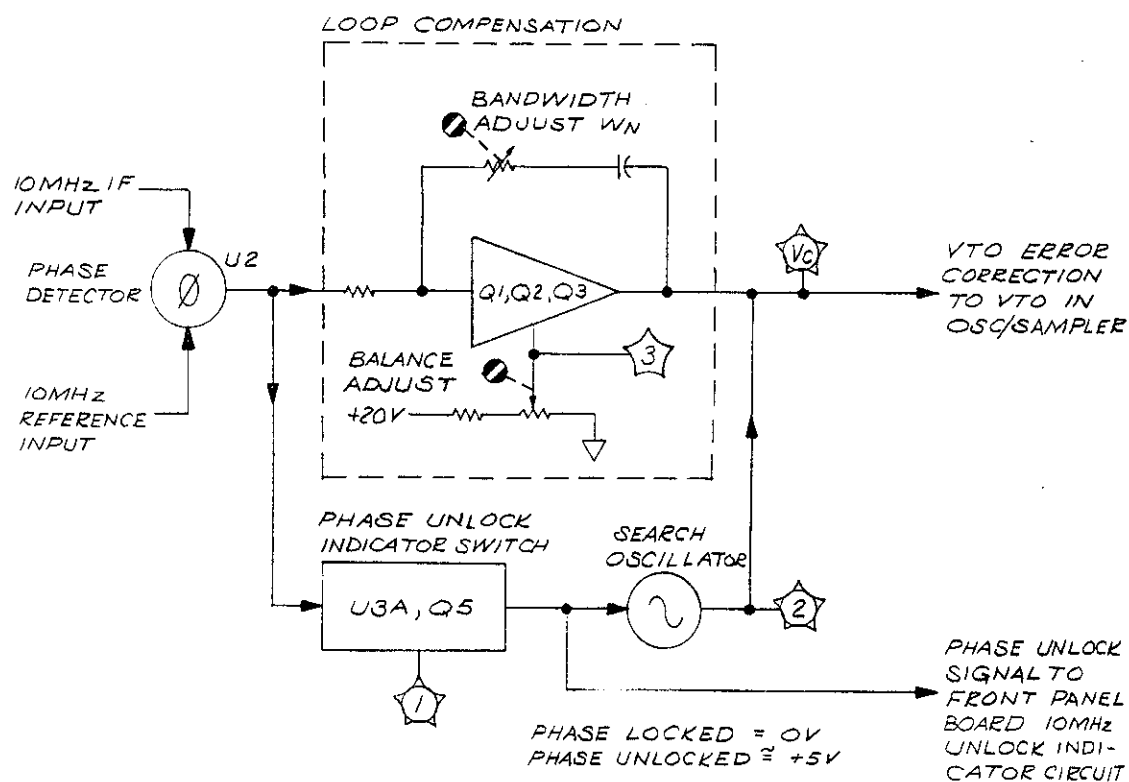 LOOP COMPENSATION
BANDWIDTH
ADJUST WN
10MHZ IF
INPUT
U2
PHASE
DETECTOR
Ø
Q1,Q2,Q3
VC
VTO ERROR
CORRECTION
TO VTO IN
OSC/SAMPLER
3
BALANCE
ADJUST
+20V
10MHZ
REFERENCE
INPUT
PHASE UNLOCK
INDICATOR SWITCH
SEARCH
OSCILLATOR
U3A, Q5
2
1
PHASE UNLOCK
SIGNAL TO
FRONT PANEL
BOARD 10MHZ
UNLOCK INDI-
CATOR CIRCUIT
PHASE LOCKED = 0V
PHASE UNLOCKED ≅ +5V